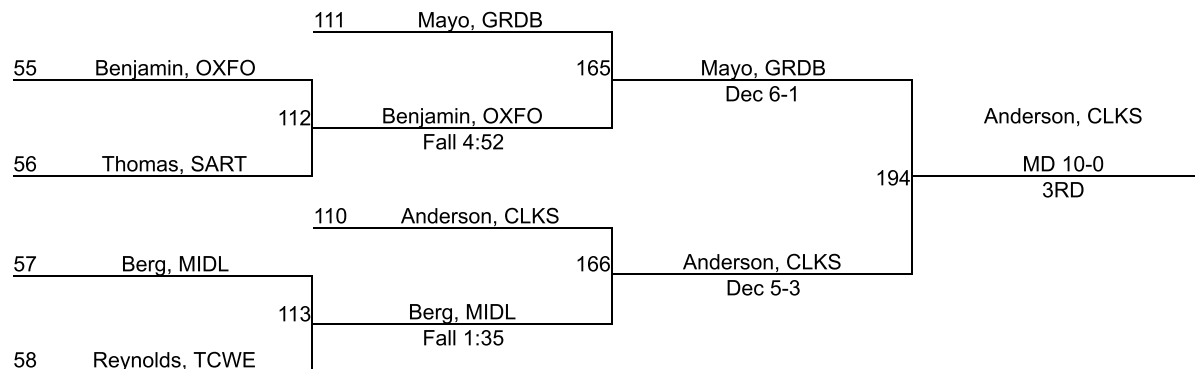 111 Mayo, GRDB
55 Benjamin, OXFO
165
Mayo, GRDB
Dec 6-1
112
Benjamin, OXFO
Fall 4:52
56 Thomas, SART
Anderson, CLKS
MD 10-0
3RD
194
110 Anderson, CLKS
57 Berg, MIDL
166
Anderson, CLKS
Dec 5-3
113
Berg, MIDL
Fall 1:35
58 Reynolds, TCWE